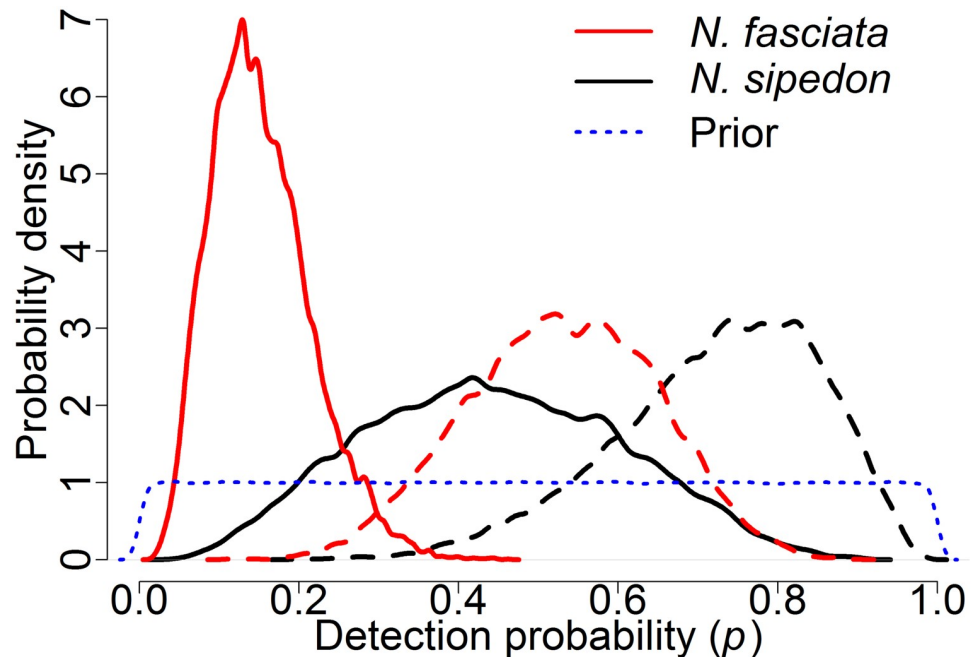 N. fasciata
N. sipedon
Prior
Probability density
7
6
5
4
3
2
1
0
0.0 0.2 0.4 0.6 0.8 1.0
Detection probability (p)